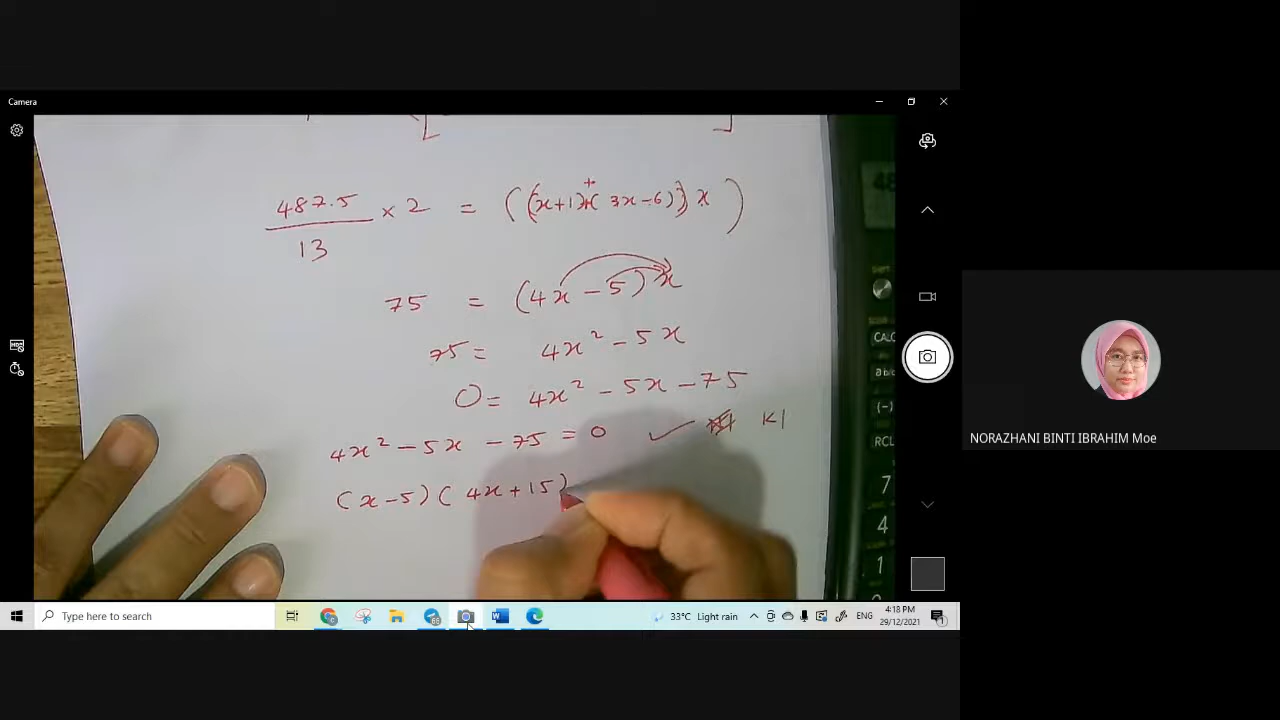 Camera
487.5
—— × 2 = (((x+1)+(3x-6)) x)
13
75 = (4x - 5) x
75 = 4x² - 5x
0 = 4x² - 5x - 75
4x² - 5x - 75 = 0 ✓ K1
(x-5)(4x+15)
CALC
(-)
RCL
7
4
1
NORAZHANI BINTI IBRAHIM Moe
Type here to search
33°C Light rain
ENG
4:18 PM
29/12/2021